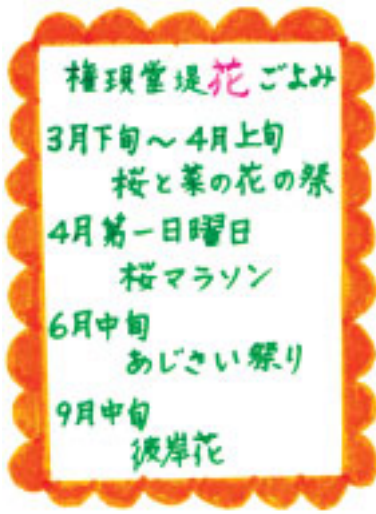 権現堂堤花ごよみ
3月下旬〜4月上旬
桜と菜の花の祭
4月第一日曜日
桜マラソン
6月中旬
あじさい祭り
9月中旬
彼岸花